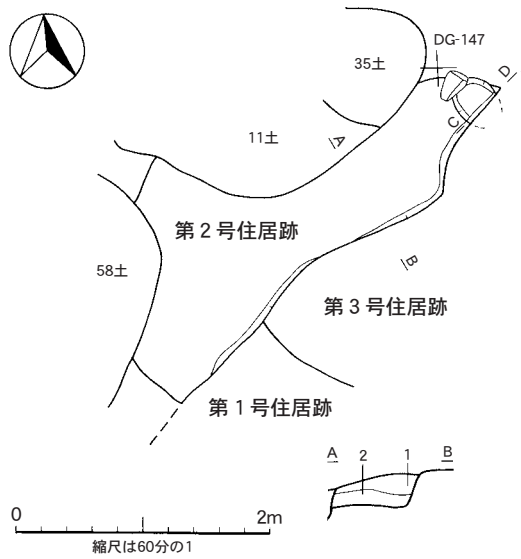 DG-147
35土
D
C
11土
A
第2号住居跡
B
58土
第3号住居跡
第1号住居跡
A 2 1 B
0 2m
縮尺は60分の1